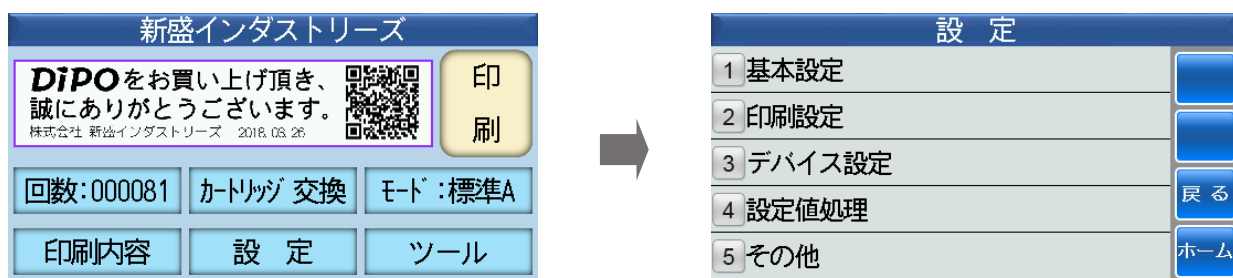 新盛インダストリーズ
DiPOをお買い上げ頂き、
誠にありがとうございます。
株式会社 新盛インダストリーズ 2018.03.26
印刷
回数:000081
カートリッジ 交換
モード:標準A
印刷内容
設 定
ツール
設 定
1 基本設定
2 印刷設定
3 デバイス設定
4 設定値処理
5 その他
戻 る
ホーム